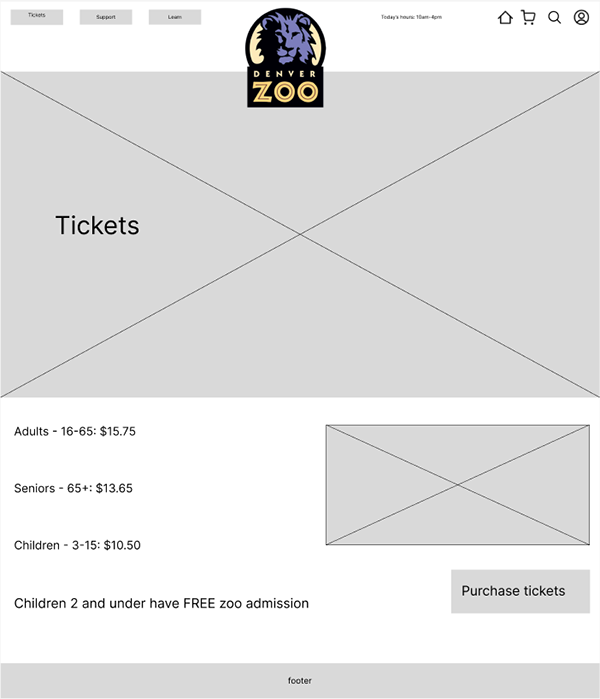 Tickets
Support
Learn
Today's hours: 10am-4pm
DENVER
ZOO
Tickets
Adults - 16-65: $15.75
Seniors - 65+: $13.65
Children - 3-15: $10.50
Children 2 and under have FREE zoo admission
Purchase tickets
footer